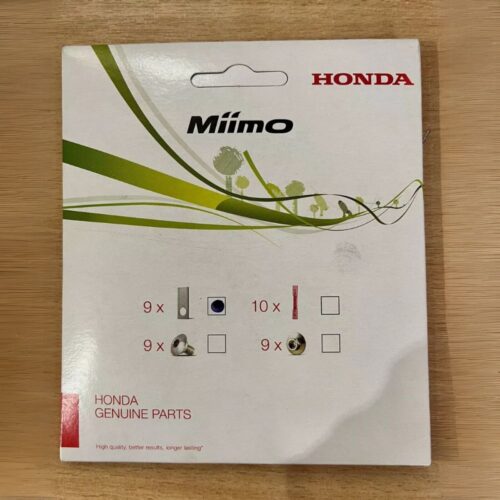 HONDA
Miimo
9 x
10 x
9 x
9 x
HONDA
GENUINE PARTS
High quality, better results, longer lasting"